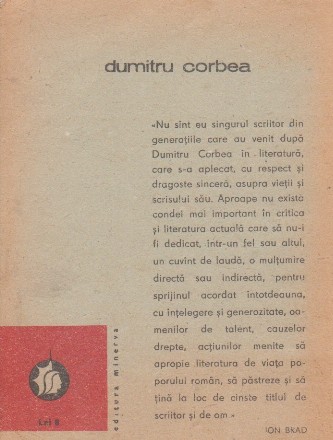 dumitru corbea
«Nu sînt eu singurul scriitor din
generațiile care au venit după
Dumitru Corbea în literatură,
care s-a aplecat, cu respect și
dragoste sinceră, asupra vieții și
scrisului său. Aproape nu există
condei mai important în critica
și literatura actuală care să nu-i
fi dedicat, într-un fel sau altul,
un cuvînt de laudă, o mulțumire
directă sau indirectă, pentru
sprijinul acordat întotdeauna,
cu înțelegere și generozitate, oa-
menilor de talent, cauzelor
drepte, acțiunilor menite să
apropie literatura de viața po-
porului român, să păstreze și să
țină la loc de cinste titlul de
scriitor și de om »
ION BRAD
editura minerva
Lei 8